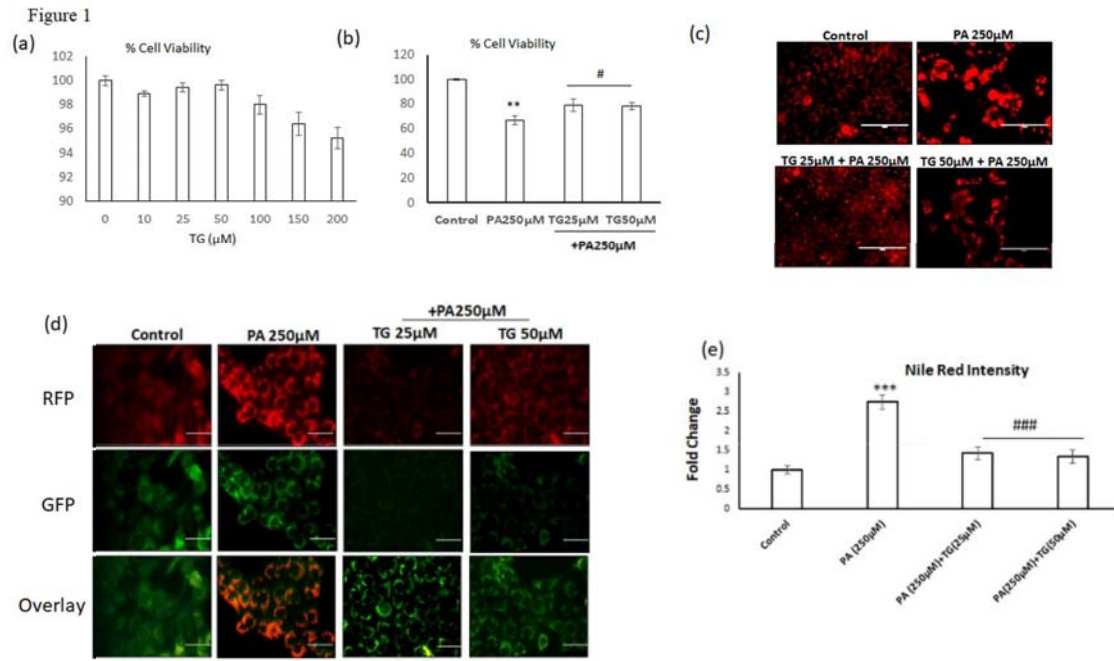 Figure 1
(a)
% Cell Viability
102
100
98
96
94
92
90
0 10 25 50 100 150 200
TG (µM)
(b)
% Cell Viability
120
100
80
60
40
20
0
**
#
Control PA250µM TG25µM TG50µM
+PA250µM
(c)
Control PA 250µM
TG 25µM + PA 250µM TG 50µM + PA 250µM
(d)
+PA250µM
Control PA 250µM TG 25µM TG 50µM
RFP
GFP
Overlay
(e)
Nile Red Intensity
Fold Change
3.5
3
2.5
2
1.5
1
0.5
0
***
###
Control
PA (250µM)
PA (250µM)+TG(25µM)
PA(250µM)+TG(50µM)